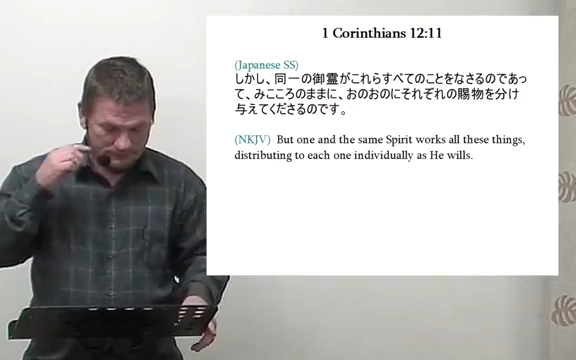 1 Corinthians 12:11
(Japanese SS)
しかし、同一の御霊がこれらすべてのことをなさるのであっ
て、みこころのままに、おのおのにそれぞれの賜物を分け
与えてくださるのです。
(NKJV) But one and the same Spirit works all these things,
distributing to each one individually as He wills.